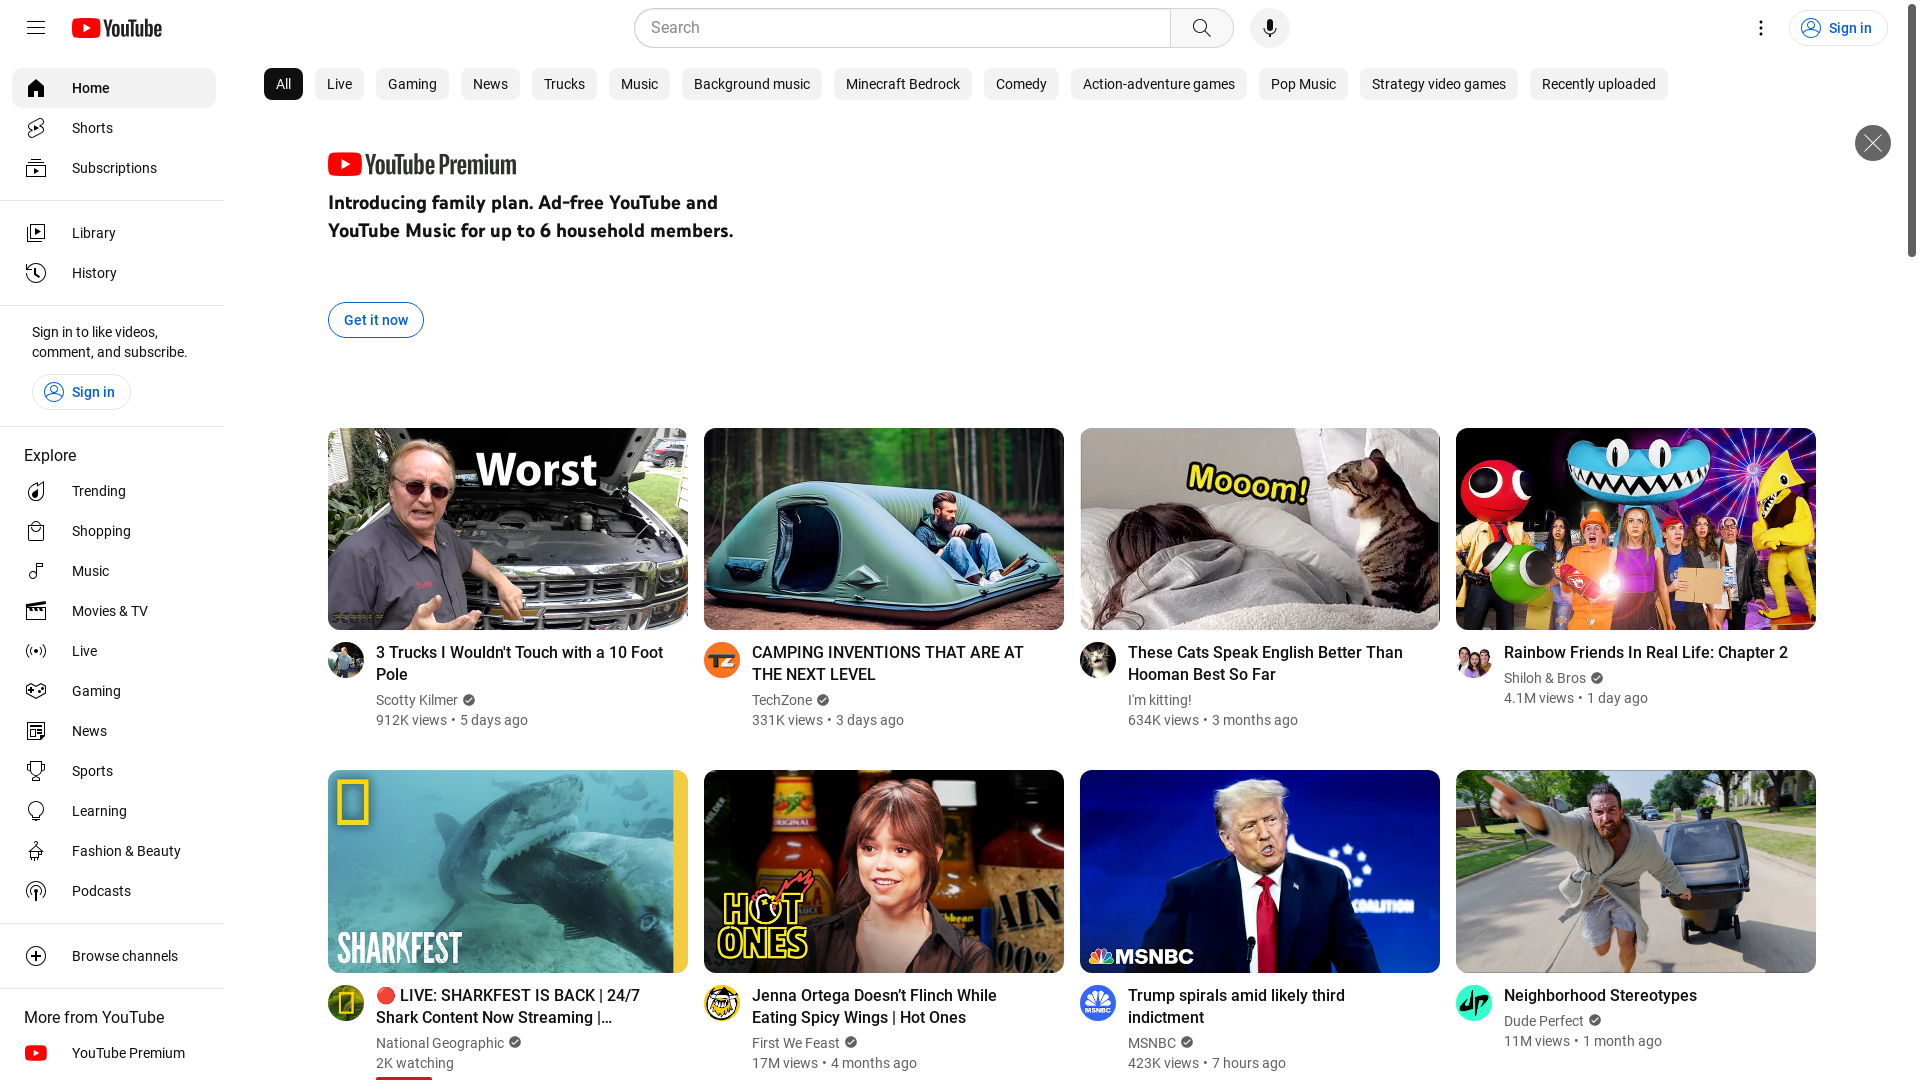 YouTube
Search
Sign in
Home
Shorts
Subscriptions
Library
History
Sign in to like videos,
comment, and subscribe.
Sign in
Explore
Trending
Shopping
Music
Movies & TV
Live
Gaming
News
Sports
Learning
Fashion & Beauty
Podcasts
Browse channels
More from YouTube
YouTube Premium
All
Live
Gaming
News
Trucks
Music
Background music
Minecraft Bedrock
Comedy
Action-adventure games
Pop Music
Strategy video games
Recently uploaded
YouTube Premium
Introducing family plan. Ad-free YouTube and
YouTube Music for up to 6 household members.
Get it now
Worst
3 Trucks I Wouldn't Touch with a 10 Foot
Pole
Scotty Kilmer
912K views • 5 days ago
TZ
CAMPING INVENTIONS THAT ARE AT
THE NEXT LEVEL
TechZone
331K views • 3 days ago
Mooom!
These Cats Speak English Better Than
Hooman Best So Far
I'm kitting!
634K views • 3 months ago
Rainbow Friends In Real Life: Chapter 2
Shiloh & Bros
4.1M views • 1 day ago
SHARKFEST
🔴 LIVE: SHARKFEST IS BACK | 24/7
Shark Content Now Streaming |...
National Geographic
2K watching
ORIGINAL
HOT
ONES
100%
Jenna Ortega Doesn’t Flinch While
Eating Spicy Wings | Hot Ones
First We Feast
17M views • 4 months ago
COALITION
MSNBC
MSNBC
Trump spirals amid likely third
indictment
MSNBC
423K views • 7 hours ago
dp
Neighborhood Stereotypes
Dude Perfect
11M views • 1 month ago